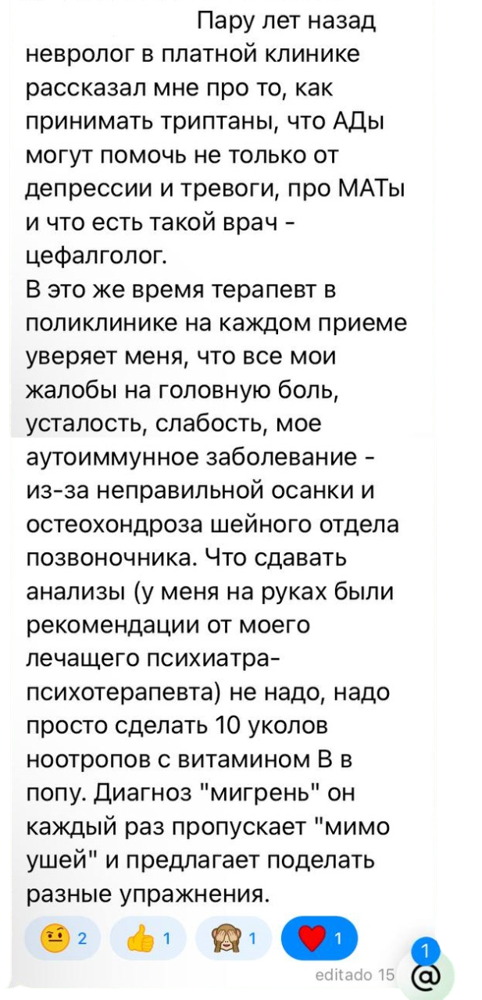 Пару лет назад
невролог в платной клинике
рассказал мне про то, как
принимать триптаны, что АДы
могут помочь не только от
депрессии и тревоги, про МАТы
и что есть такой врач -
цефалголог.
В это же время терапевт в
поликлинике на каждом приеме
уверяет меня, что все мои
жалобы на головную боль,
усталость, слабость, мое
аутоиммунное заболевание -
из-за неправильной осанки и
остеохондроза шейного отдела
позвоночника. Что сдавать
анализы (у меня на руках были
рекомендации от моего
лечащего психиатра-
психотерапевта) не надо, надо
просто сделать 10 уколов
ноотропов с витамином В в
попу. Диагноз "мигрень" он
каждый раз пропускает "мимо
ушей" и предлагает поделать
разные упражнения.
2 1 1 1
1
editado 15
@